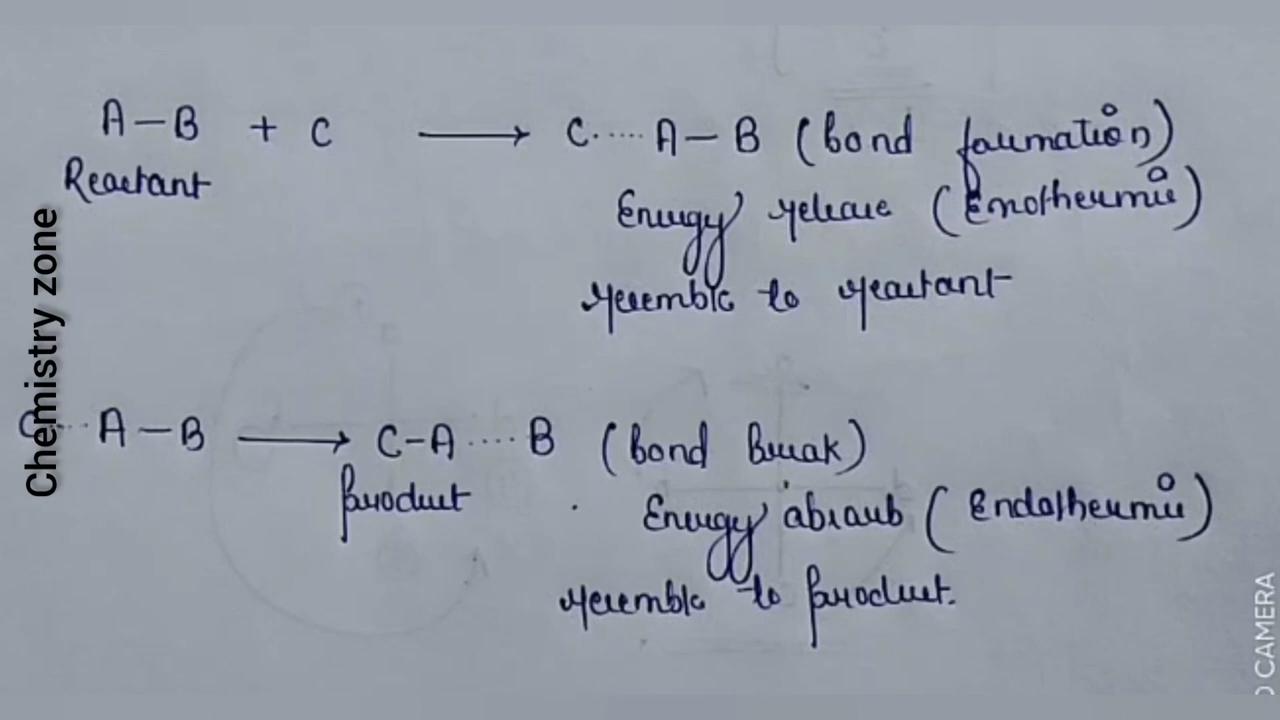 A—B + C ⟶ C····· A—B (bond formation)
Reactant
Energy release (Exothermic)
resemble to reactant
C··· A—B ⟶ C-A ···· B (bond Break)
product
Energy absorb (Endothermic)
resemble to product.
Chemistry zone
CAMERA